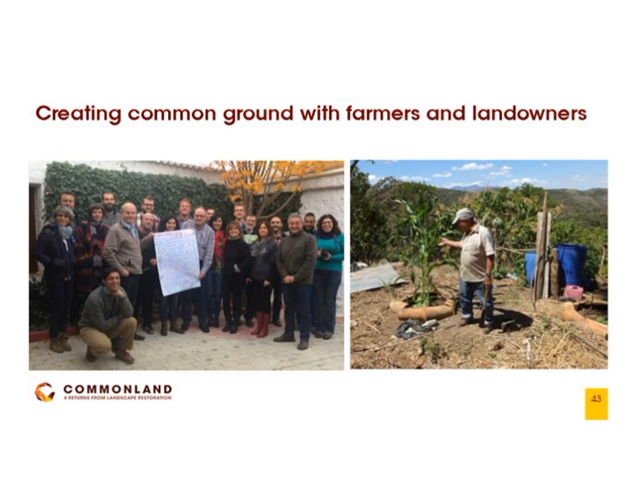 Creating common ground with farmers and landowners
COMMONLAND
4 RETURNS FROM LANDSCAPE RESTORATION
43